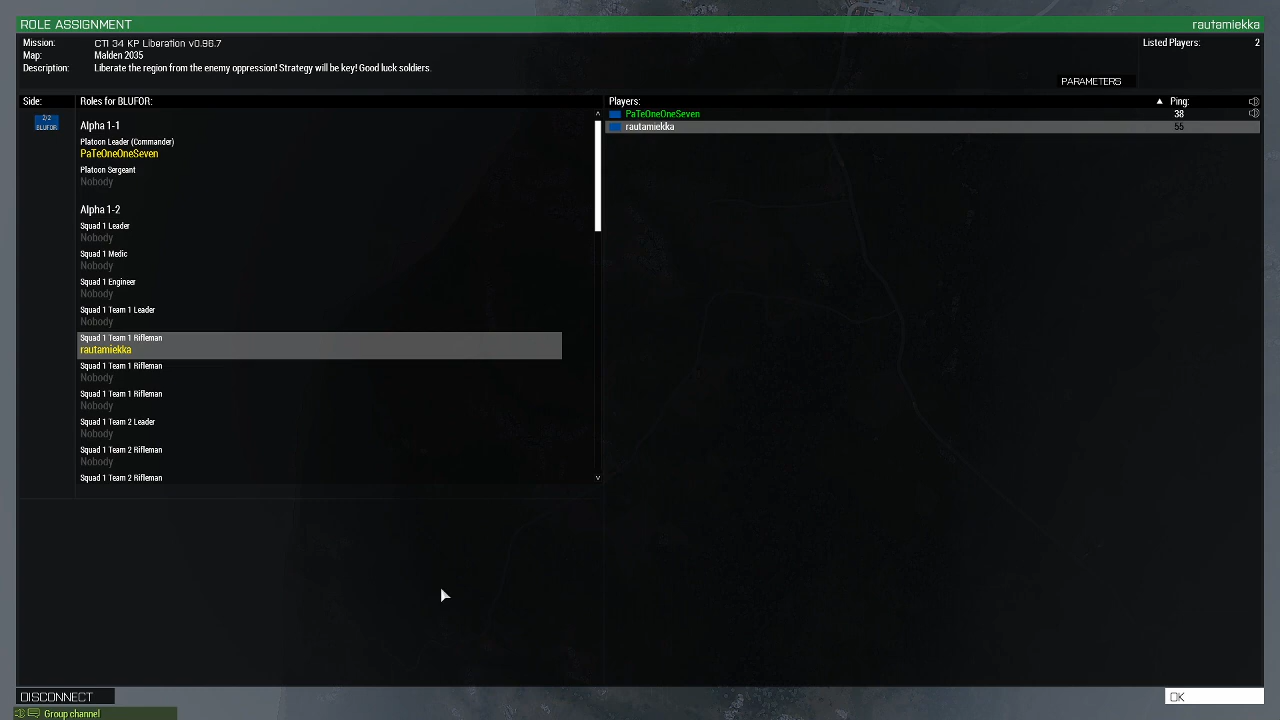 ROLE ASSIGNMENT
rautamiekka
Mission: CTI 34 KP Liberation v0.96.7
Map: Malden 2035
Description: Liberate the region from the enemy oppression! Strategy will be key! Good luck soldiers.
Listed Players: 2
PARAMETERS
Side:
Roles for BLUFOR:
Players:
Ping:
2/2
BLUFOR
Alpha 1-1
Platoon Leader (Commander)
PaTeOneOneSeven
Platoon Sergeant
Nobody
Alpha 1-2
Squad 1 Leader
Nobody
Squad 1 Medic
Nobody
Squad 1 Engineer
Nobody
Squad 1 Team 1 Leader
Nobody
Squad 1 Team 1 Rifleman
rautamiekka
Squad 1 Team 1 Rifleman
Nobody
Squad 1 Team 1 Rifleman
Nobody
Squad 1 Team 2 Leader
Nobody
Squad 1 Team 2 Rifleman
Nobody
Squad 1 Team 2 Rifleman
PaTeOneOneSeven 38
rautamiekka 55
DISCONNECT
OK
Group channel